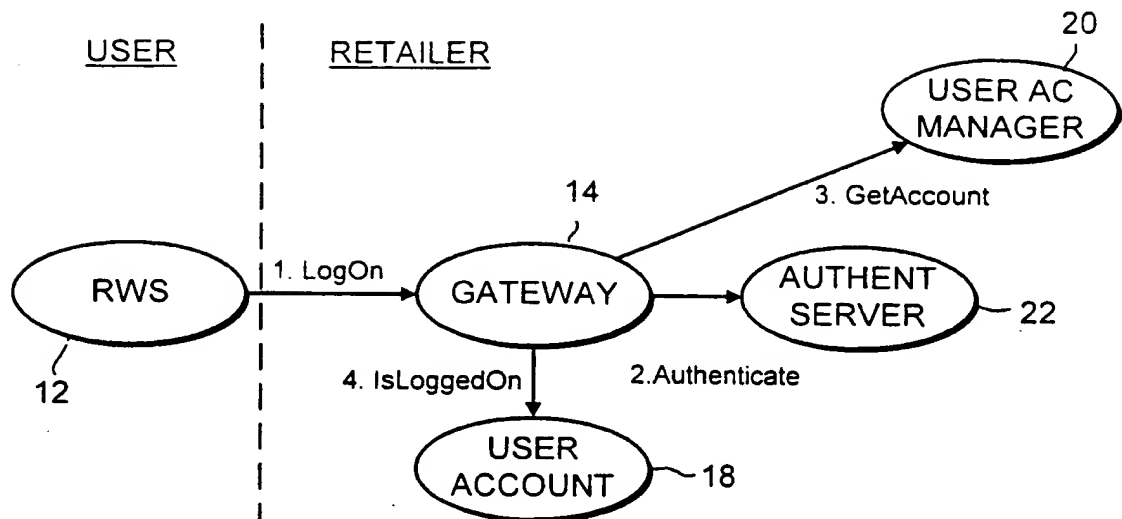 USER
RETAILER
20
USER AC
MANAGER
14
3. GetAccount
RWS
1. LogOn
GATEWAY
AUTHENT
SERVER
22
12
4. IsLoggedOn
2.Authenticate
USER
ACCOUNT
18